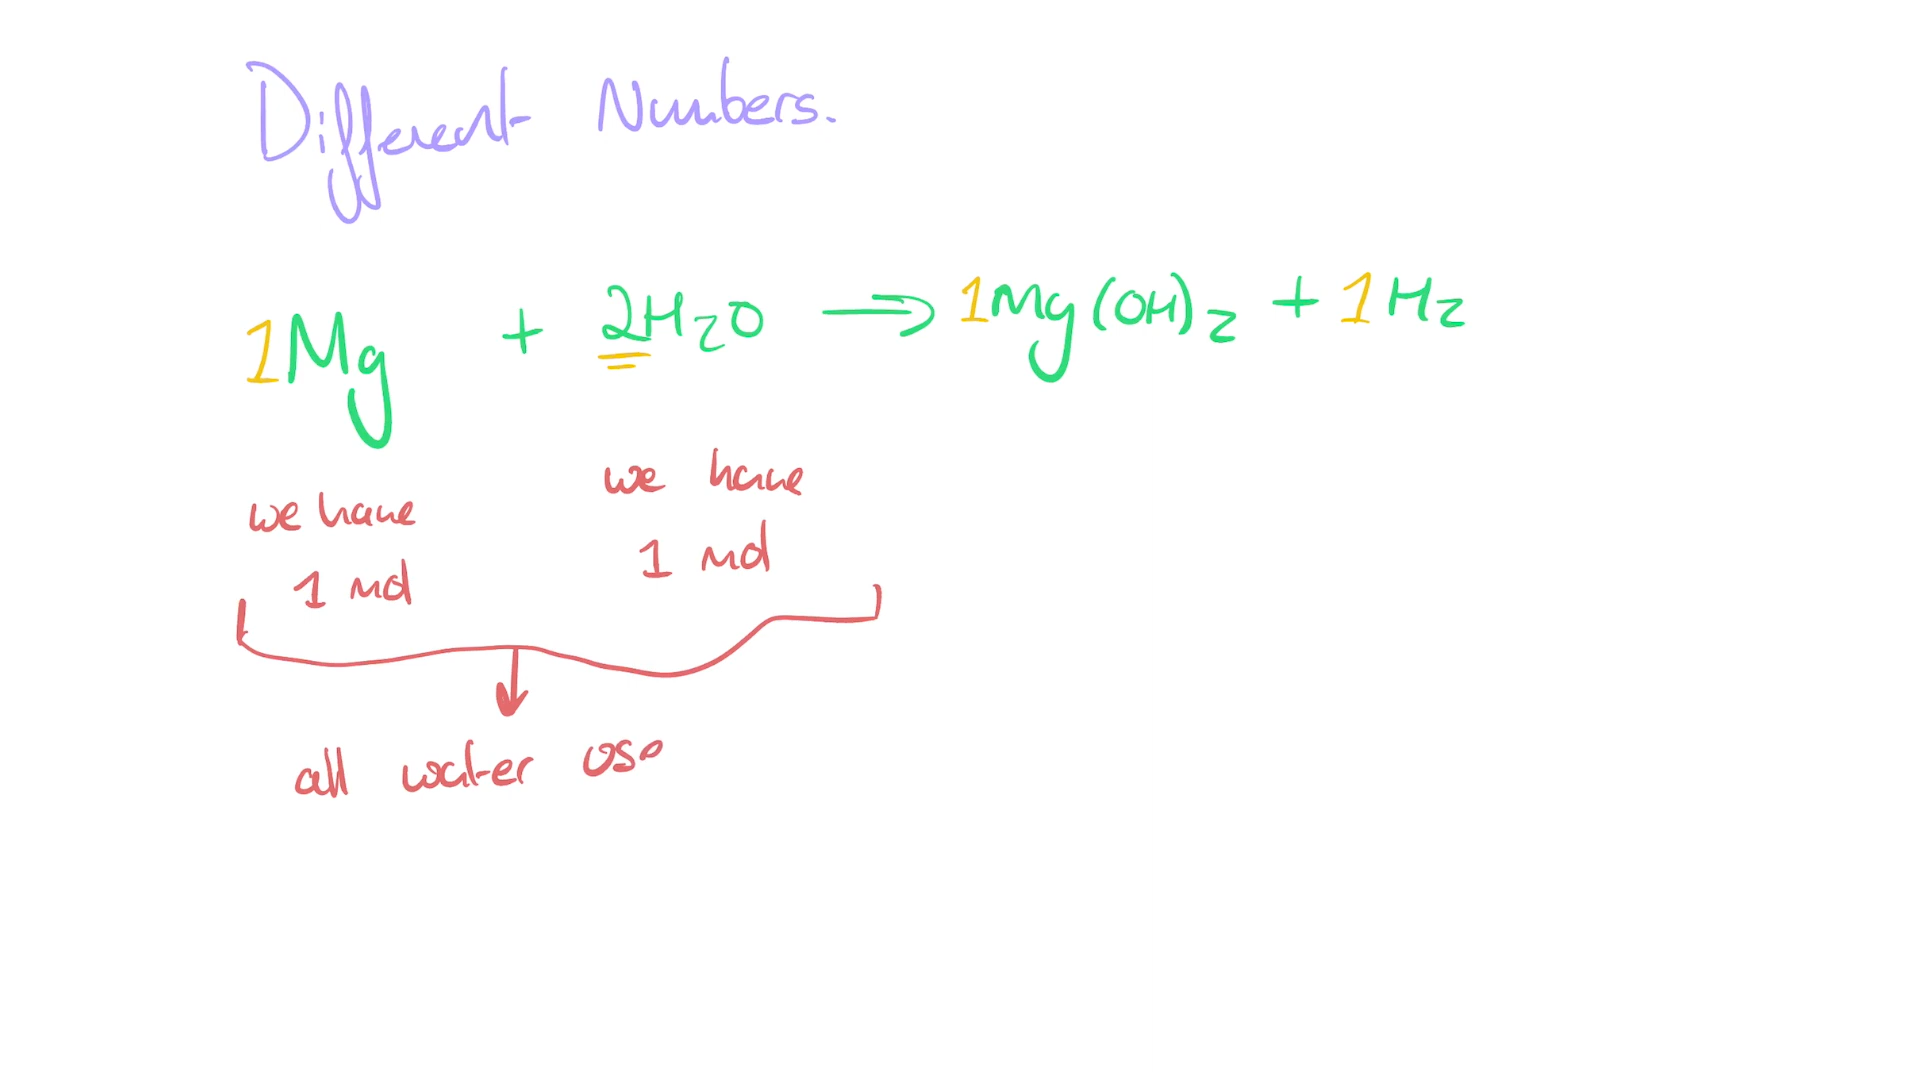 Different Numbers.
1Mg + 2H₂O ⟶ 1Mg(OH)₂ + 1H₂
we have we have
1 mol 1 mol
all water use